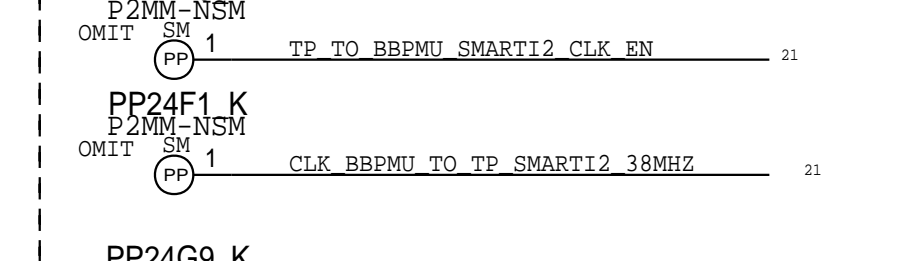 P2MM-NSM
OMIT SM
PP 1 TP_TO_BBPMU_SMARTI2_CLK_EN 21
PP24F1_K
P2MM-NSM
OMIT SM
PP 1 CLK_BBPMU_TO_TP_SMARTI2_38MHZ 21
PP24G9_K